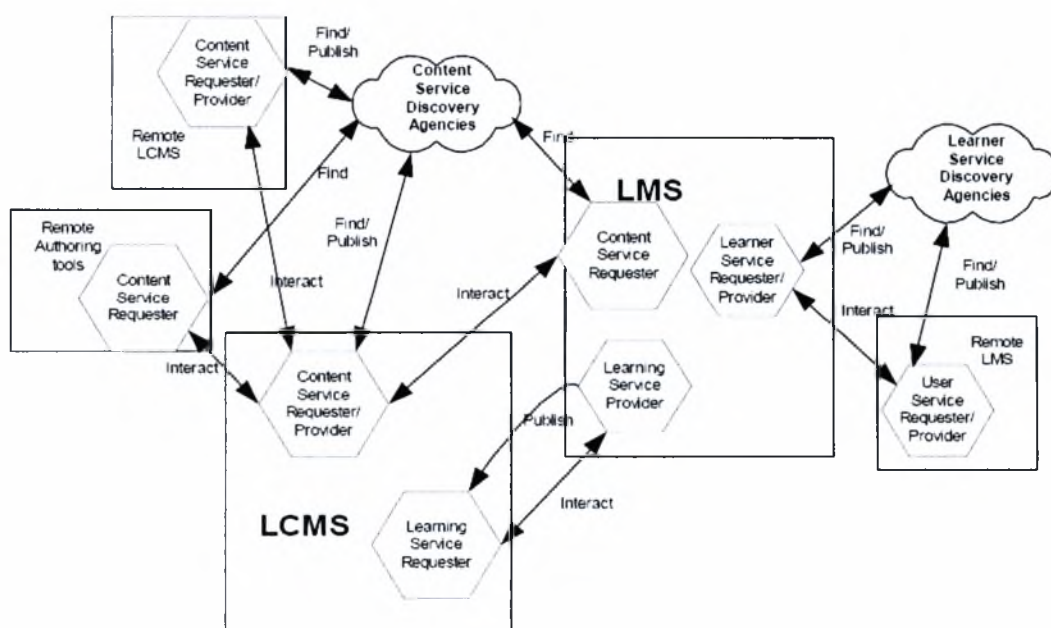 Find/
Publish
Content
Service
Requester/
Provider
Remote
LCMS
Content
Service
Discovery
Agencies
Find
Find
Find/
Publish
LMS
Learner
Service
Discovery
Agencies
Remote
Authoring
tools
Content
Service
Requester
Interact
Interact
Interact
Content
Service
Requester
Learner
Service
Requester/
Provider
Find/
Publish
Find/
Publish
Interact
Remote
LMS
User
Service
Requester/
Provider
Content
Service
Requester/
Provider
Learning
Service
Provider
Publish
Interact
LCMS
Learning
Service
Requester